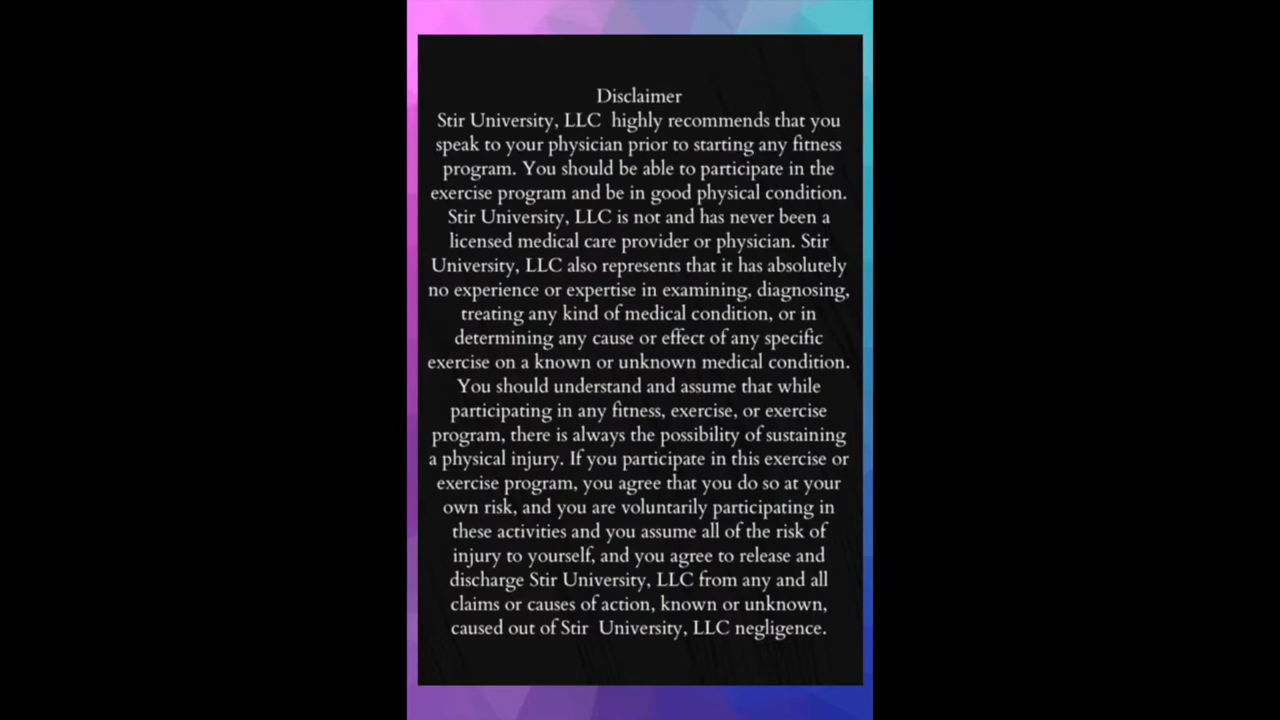 Disclaimer
Stir University, LLC highly recommends that you
speak to your physician prior to starting any fitness
program. You should be able to participate in the
exercise program and be in good physical condition.
Stir University, LLC is not and has never been a
licensed medical care provider or physician. Stir
University, LLC also represents that it has absolutely
no experience or expertise in examining, diagnosing,
treating any kind of medical condition, or in
determining any cause or effect of any specific
exercise on a known or unknown medical condition.
You should understand and assume that while
participating in any fitness, exercise, or exercise
program, there is always the possibility of sustaining
a physical injury. If you participate in this exercise or
exercise program, you agree that you do so at your
own risk, and you are voluntarily participating in
these activities and you assume all of the risk of
injury to yourself, and you agree to release and
discharge Stir University, LLC from any and all
claims or causes of action, known or unknown,
caused out of Stir University, LLC negligence.